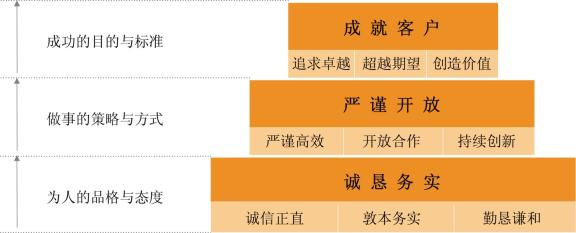 成就客户
成功的目的与标准
追求卓越 超越期望 创造价值
严谨开放
做事的策略与方式
严谨高效 开放合作 持续创新
诚恳务实
为人的品格与态度
诚信正直 敦本务实 勤恳谦和